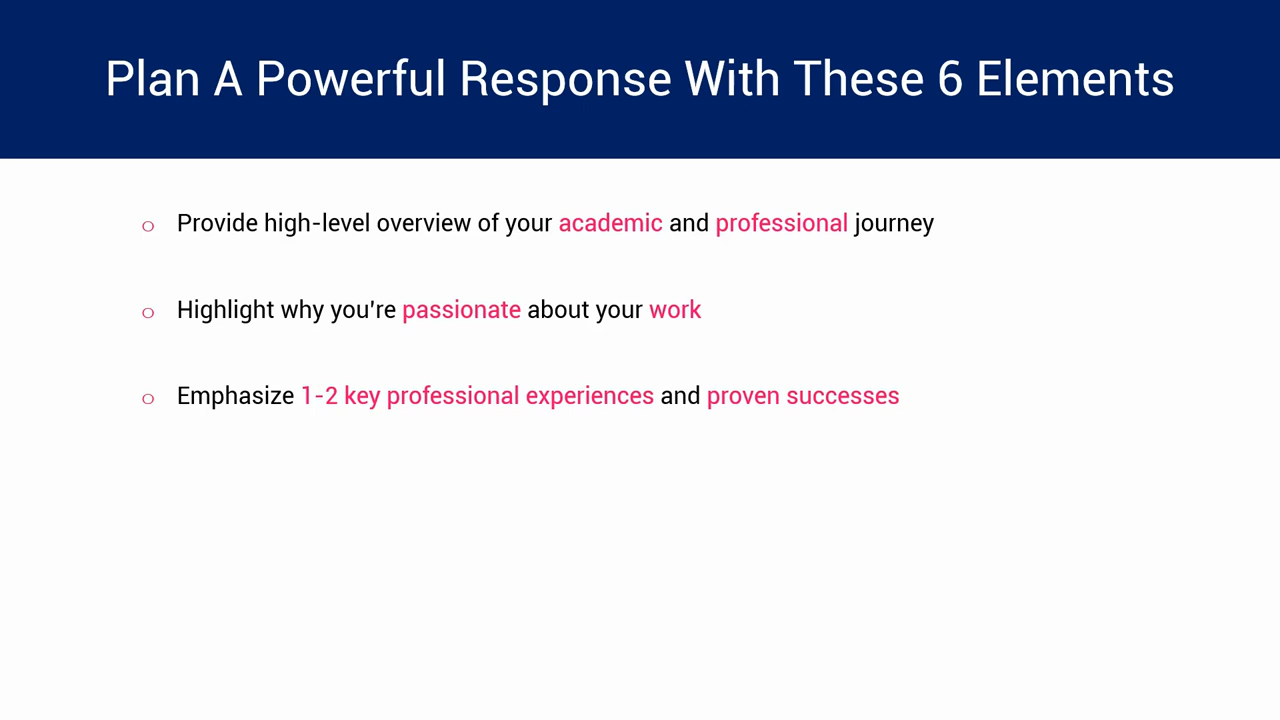 Plan A Powerful Response With These 6 Elements
o Provide high-level overview of your academic and professional journey
o Highlight why you're passionate about your work
o Emphasize 1-2 key professional experiences and proven successes